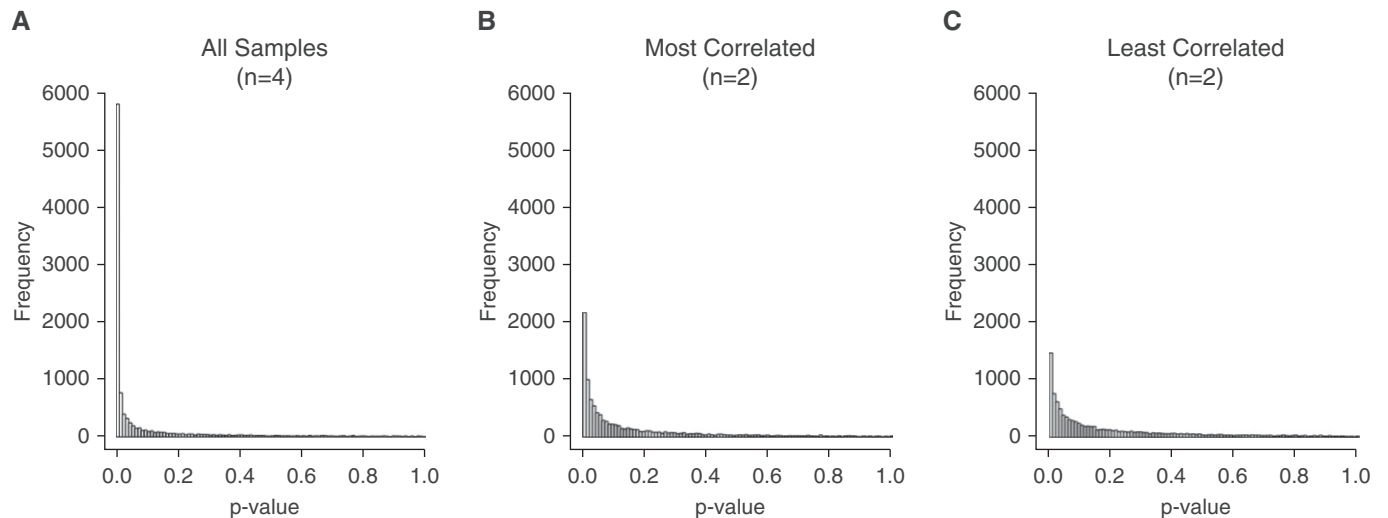 A
All Samples
(n=4)
6000
5000
4000
3000
2000
1000
0
Frequency
0.0 0.2 0.4 0.6 0.8 1.0
p-value
B
Most Correlated
(n=2)
6000
5000
4000
3000
2000
1000
0
Frequency
0.0 0.2 0.4 0.6 0.8 1.0
p-value
C
Least Correlated
(n=2)
6000
5000
4000
3000
2000
1000
0
Frequency
0.0 0.2 0.4 0.6 0.8 1.0
p-value